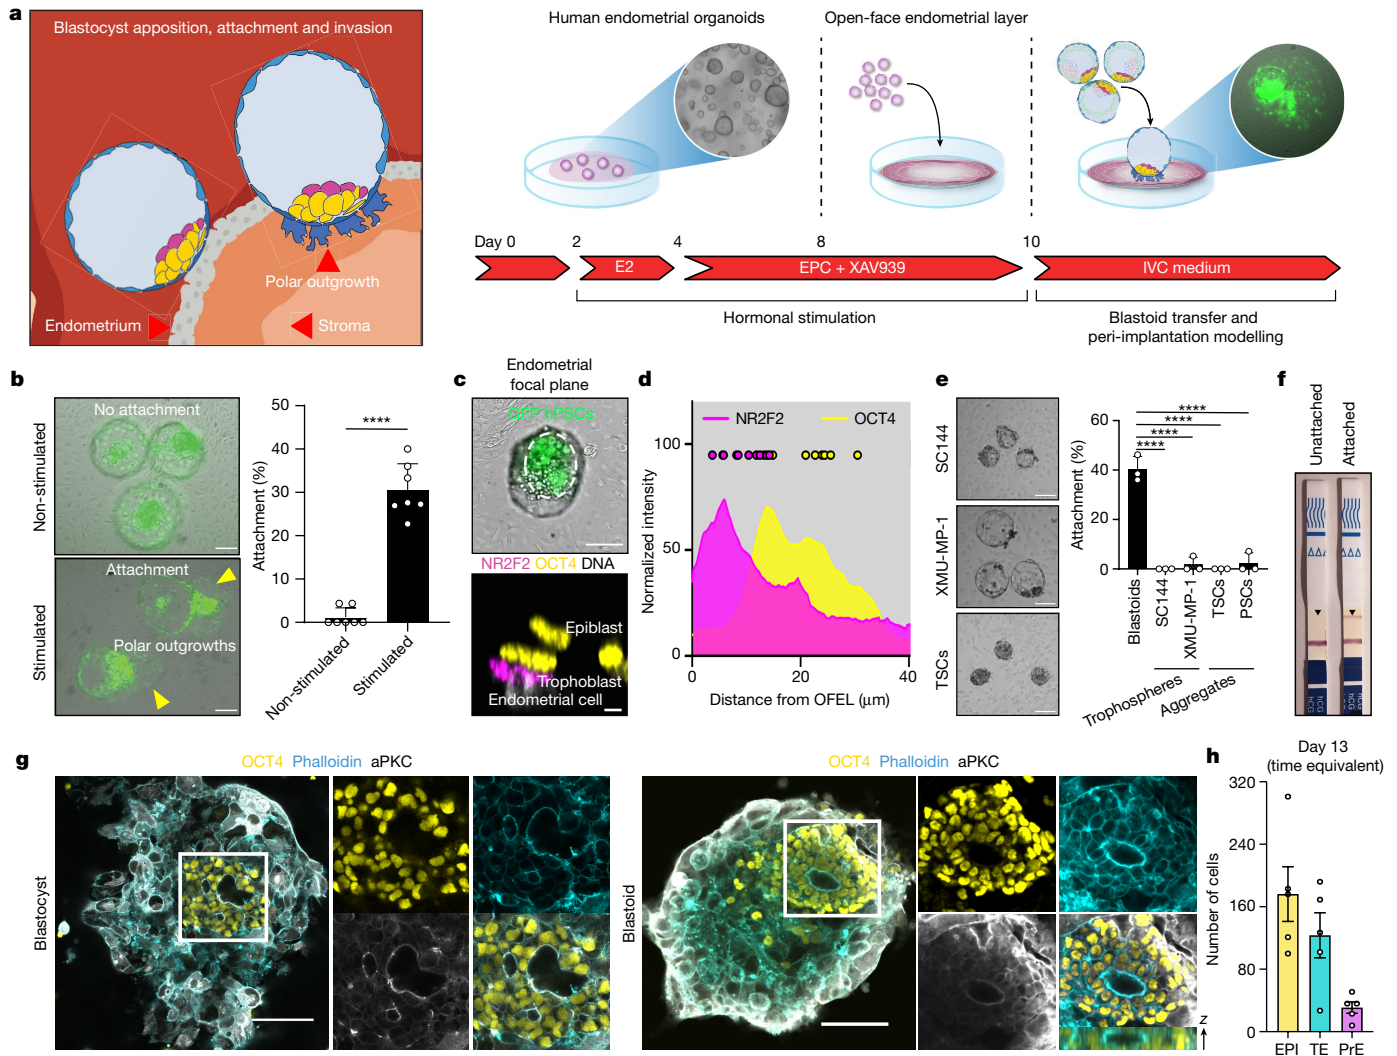 a
Blastocyst apposition, attachment and invasion
Polar outgrowth
Endometrium
Stroma
Human endometrial organoids
Open-face endometrial layer
Day 0
2
4
8
10
E2
EPC + XAV939
IVC medium
Hormonal stimulation
Blastoid transfer and
peri-implantation modelling
b
Non-stimulated
No attachment
Stimulated
Attachment
Polar outgrowths
Attachment (%)
50
40
30
20
10
0
****
Non-stimulated
Stimulated
c
Endometrial
focal plane
GFP hPSCs
NR2F2 OCT4 DNA
Epiblast
Trophoblast
Endometrial cell
d
NR2F2
OCT4
Normalized intensity
100
50
0
0
20
40
Distance from OFEL (μm)
e
SC144
XMU-MP-1
TSCs
Attachment (%)
60
40
20
0
****
****
****
****
Blastoids
SC144
XMU-MP-1
TSCs
PSCs
Trophospheres
Aggregates
f
Unattached
Attached
hCG
hCG
g
OCT4 Phalloidin aPKC
Blastocyst
OCT4 Phalloidin aPKC
Blastoid
z
h
Day 13
(time equivalent)
Number of cells
320
240
160
80
0
EPI
TE
PrE